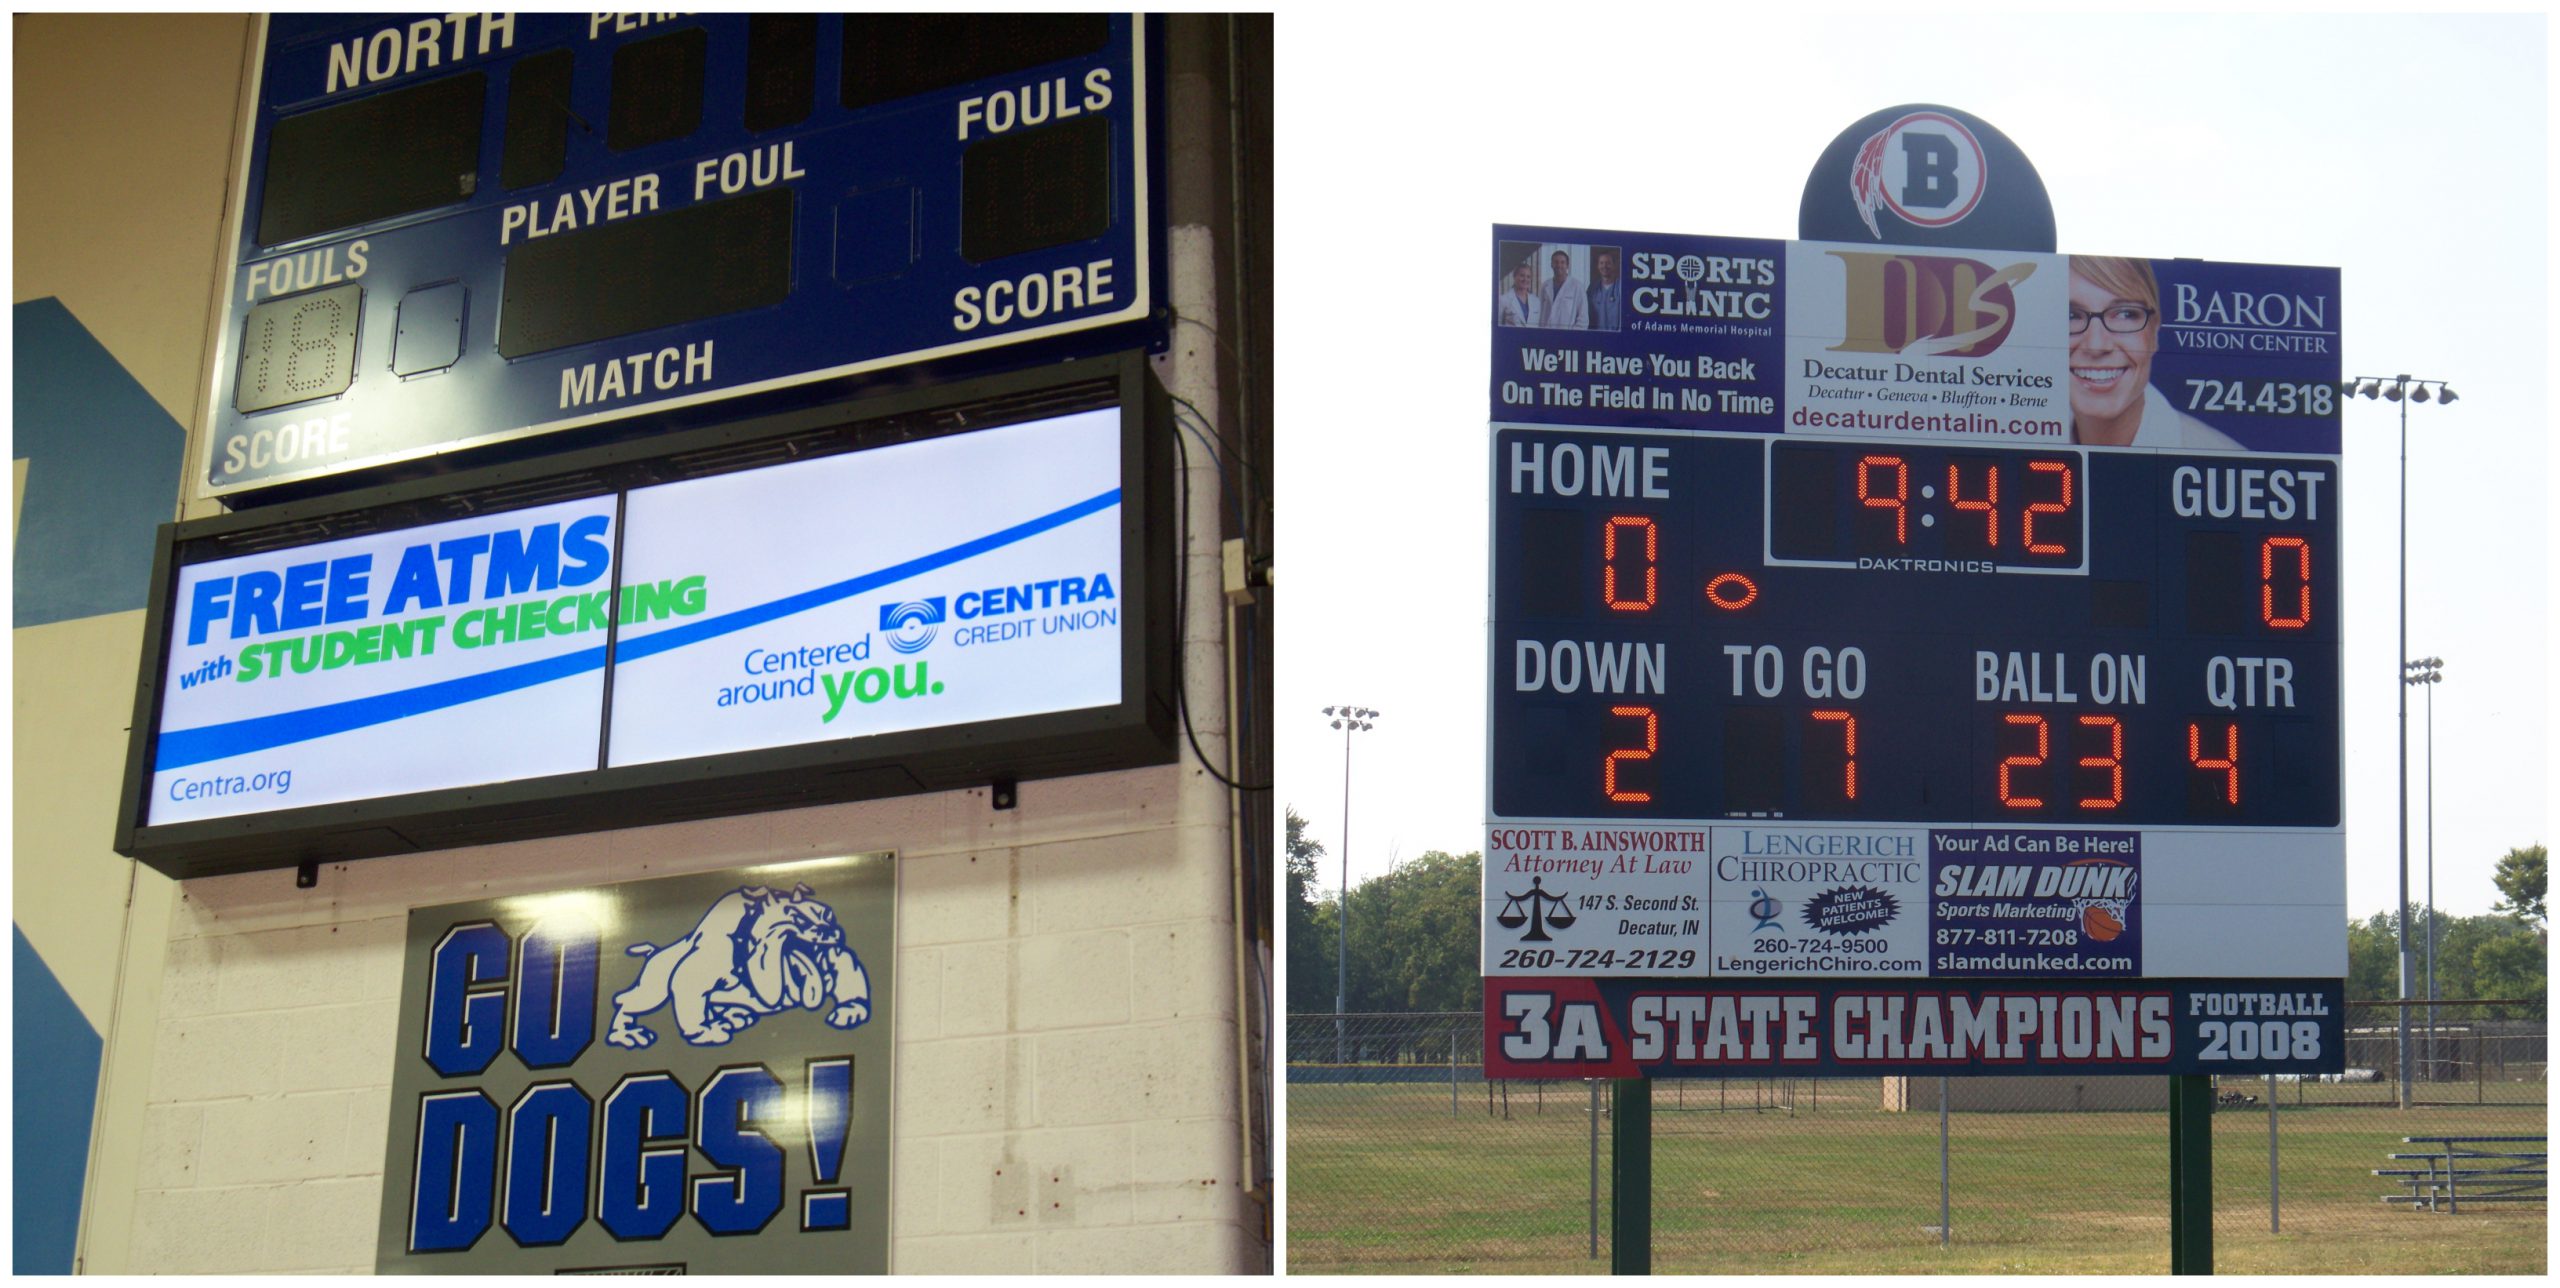 NORTH
FOULS
PLAYER FOUL
FOULS
18
MATCH
SCORE
SCORE
FREE ATMS
with STUDENT CHECKING
Centra.org
CENTRA
CREDIT UNION
Centered
around you.
GO
DOGS!
B
SPORTS
CLINIC
of Adams Memorial Hospital
We'll Have You Back
On The Field In No Time
DDS
Decatur Dental Services
Decatur • Geneva • Bluffton • Berne
decaturdentalin.com
BARON
VISION CENTER
724.4318
HOME
9:42
GUEST
DAKTRONICS
0
0
DOWN
TO GO
BALL ON
QTR
2
7
23
4
SCOTT B. AINSWORTH
Attorney At Law
147 S. Second St.
Decatur, IN
260-724-2129
LENGERICH
CHIROPRACTIC
NEW
PATIENTS
WELCOME!
260-724-9500
LengerichChiro.com
Your Ad Can Be Here!
SLAM DUNK
Sports Marketing
877-811-7208
slamdunked.com
3A STATE CHAMPIONS
FOOTBALL
2008